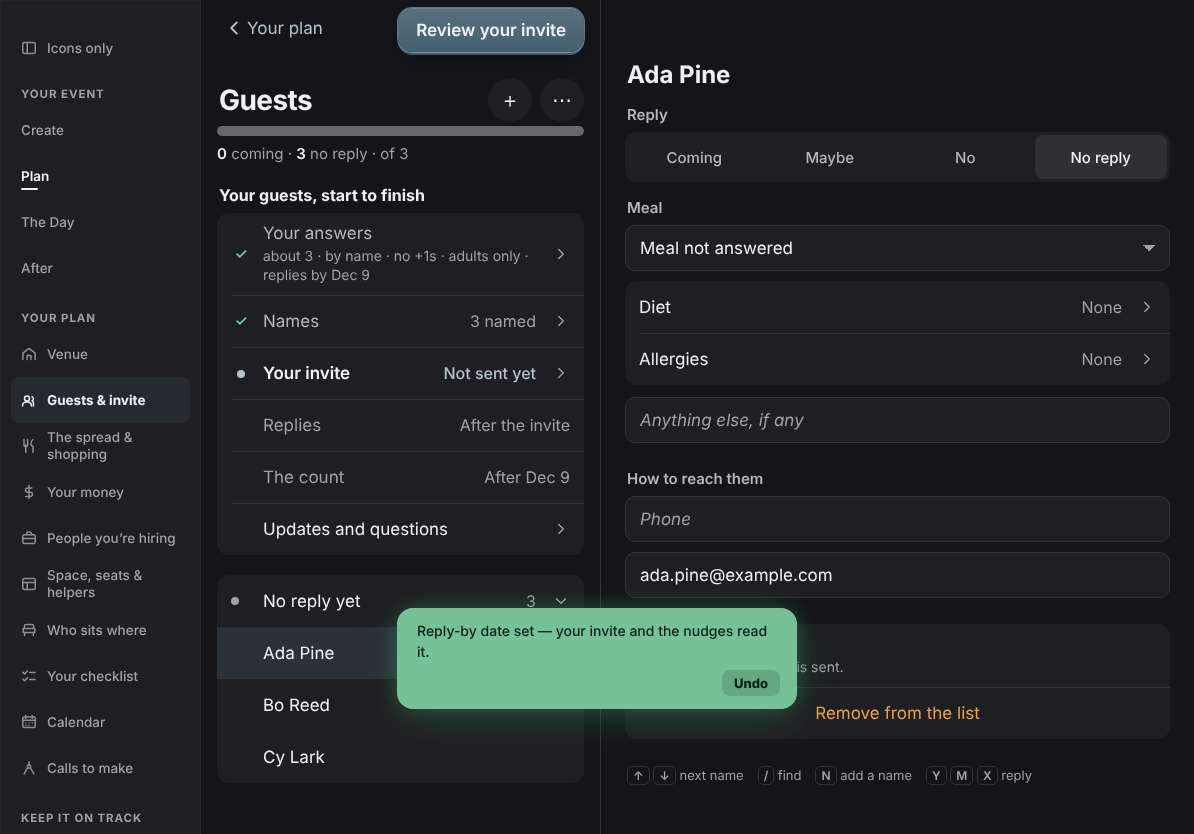 Icons only
YOUR EVENT
Create
Plan
The Day
After
YOUR PLAN
Venue
Guests & invite
The spread &
shopping
Your money
People you’re hiring
Space, seats &
helpers
Who sits where
Your checklist
Calendar
Calls to make
KEEP IT ON TRACK
Your plan
Review your invite
Guests
0 coming · 3 no reply · of 3
Your guests, start to finish
Your answers
about 3 · by name · no +1s · adults only ·
replies by Dec 9
Names 3 named
Your invite Not sent yet
Replies After the invite
The count After Dec 9
Updates and questions
No reply yet 3
Ada Pine
Bo Reed
Cy Lark
Ada Pine
Reply
Coming Maybe No No reply
Meal
Meal not answered
Diet None
Allergies None
Anything else, if any
How to reach them
Phone
ada.pine@example.com
Reply-by date set — your invite and the nudges read
it.
Undo
is sent.
Remove from the list
↑ ↓ next name / find N add a name Y M X reply